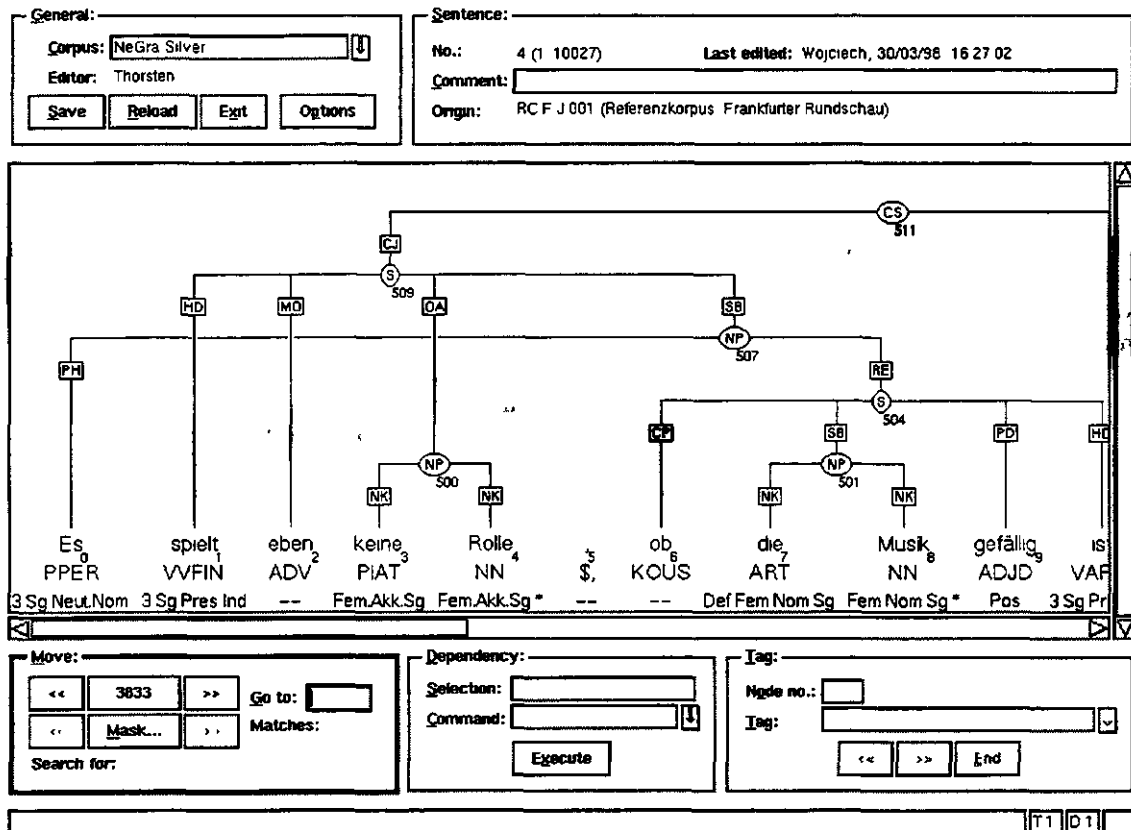 General:
Corpus: NeGra Silver
Editor: Thorsten
Save Reload Exit Options
Sentence:
No.: 4 (1 10027) Last edited: Wojciech, 30/03/98 16 27 02
Comment:
Origin: RC F J 001 (Referenzkorpus Frankfurter Rundschau)
CS
511
CJ
S
509
HD MO OA SB
NP
507
PH RE
S
504
CP SB PD HD
NP NP
500 501
NK NK NK NK
Es spielt eben keine Rolle , ob die Musik gefällig is
0 1 2 3 4 5 6 7 8 9
PPER VVFIN ADV PIAT NN $, KOUS ART NN ADJD VAF
3 Sg Neut.Nom 3 Sg Pres Ind -- Fem.Akk.Sg Fem.Akk.Sg * -- -- Def Fem Nom Sg Fem Nom Sg * Pos 3 Sg Pr
Move:
<< 3833 >> Go to:
<· Mask... ·> Matches:
Search for:
Dependency:
Selection:
Command:
Execute
Tag:
Node no.:
Tag:
<< >> End
T 1 D 1